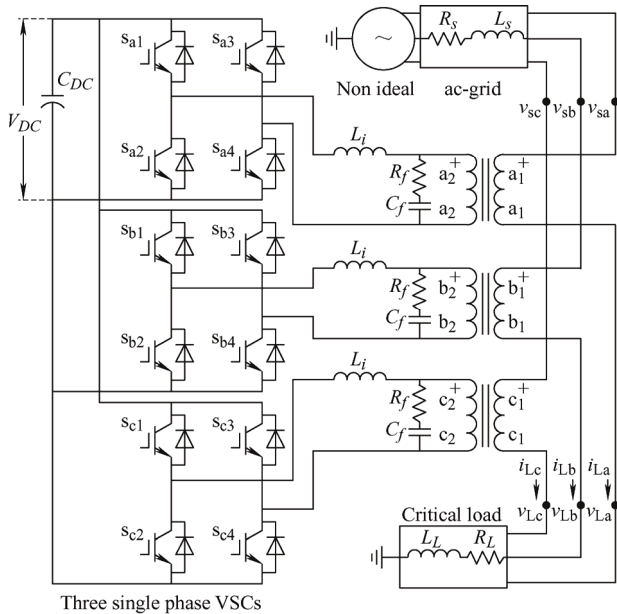 s_a1
s_a3
C_DC
V_DC
s_a2
s_a4
s_b1
s_b3
s_b2
s_b4
s_c1
s_c3
s_c2
s_c4
Three single phase VSCs
~
R_s
L_s
Non ideal
ac-grid
v_sc
v_sb
v_sa
L_i
R_f
C_f
a_2
+
a_2
+
a_1
a_1
L_i
R_f
C_f
b_2
+
b_2
+
b_1
b_1
L_i
R_f
C_f
c_2
+
c_2
+
c_1
c_1
i_Lc
i_Lb
i_La
v_Lc
v_Lb
v_La
Critical load
L_L
R_L